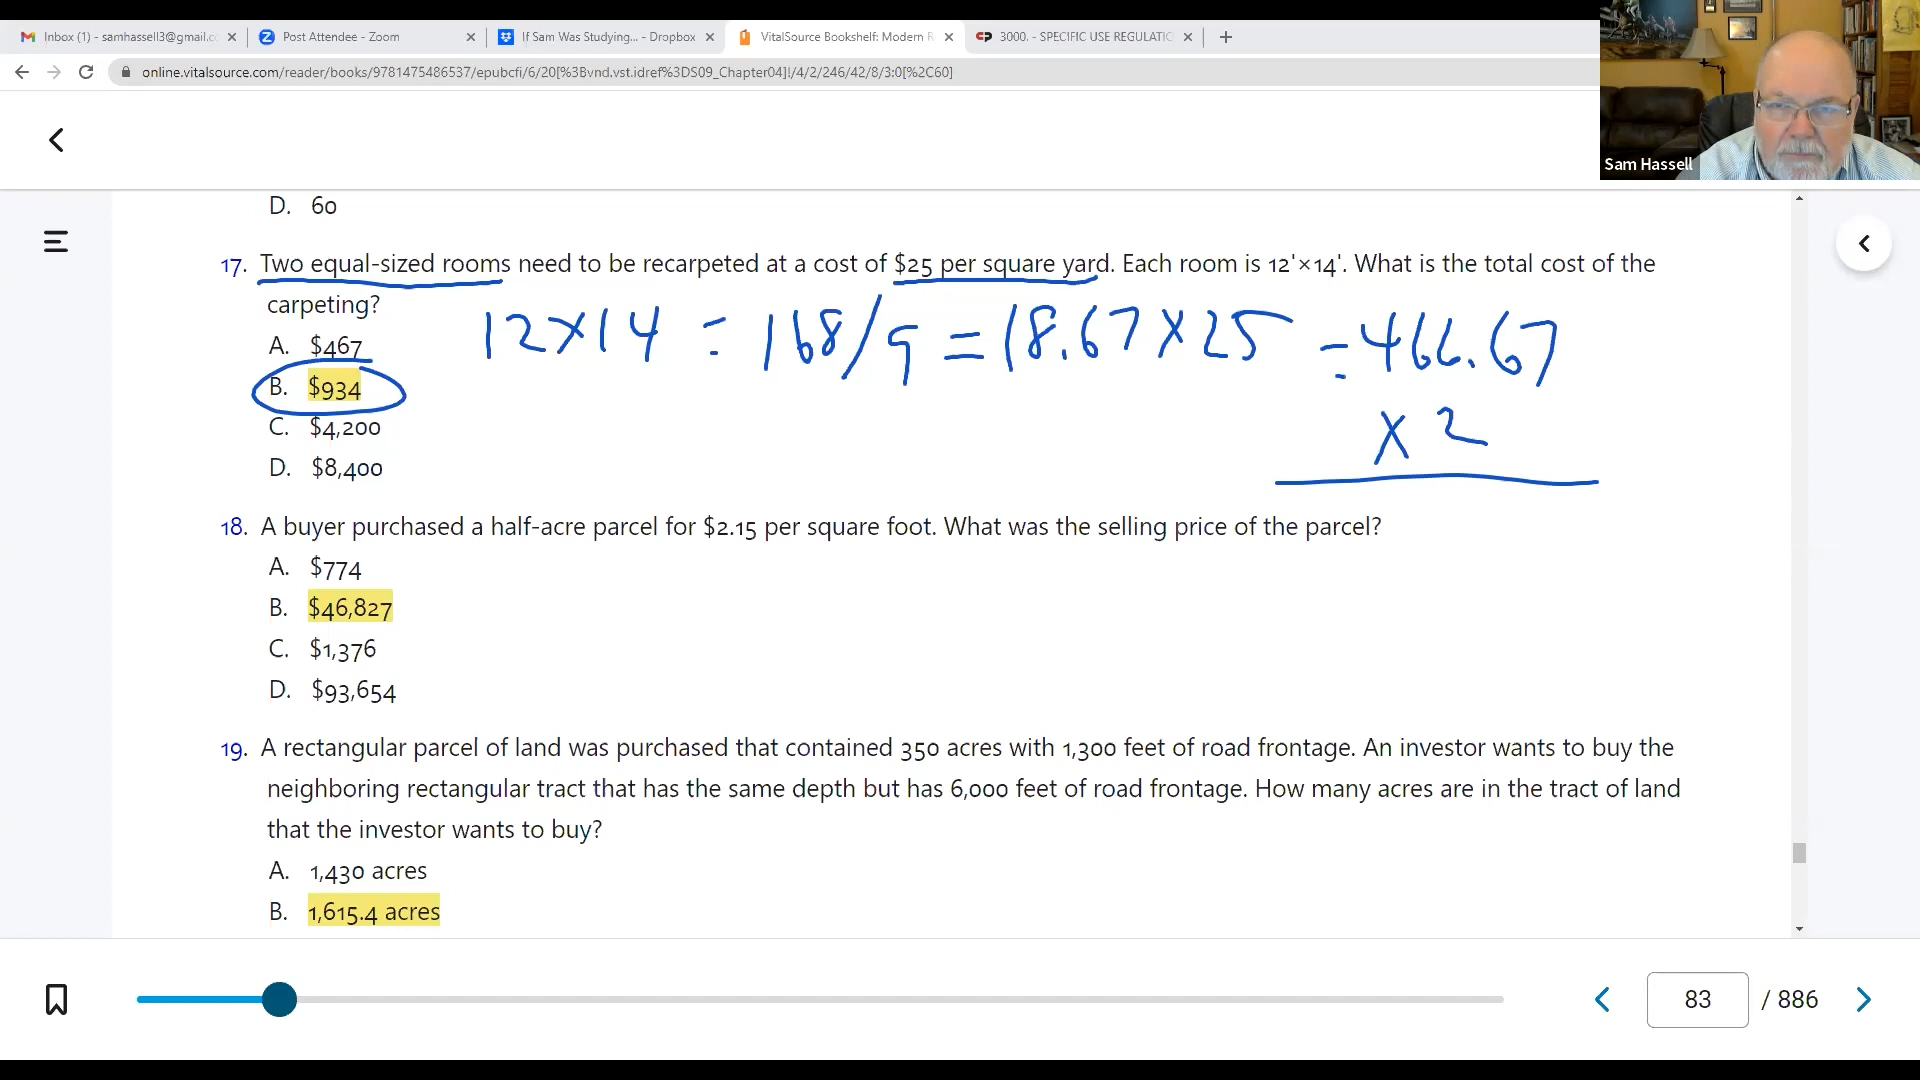 Inbox (1) - samhassell3@gmail.c
Post Attendee - Zoom
If Sam Was Studying... - Dropbox
VitalSource Bookshelf: Modern R
3000. - SPECIFIC USE REGULATIC
online.vitalsource.com/reader/books/9781475486537/epubcfi/6/20[%3Bvnd.vst.idref%3DS09_Chapter04]!/4/2/246/42/8/3:0[%2C60]
Sam Hassell
D. 60
17. Two equal-sized rooms need to be recarpeted at a cost of $25 per square yard. Each room is 12'×14'. What is the total cost of the
carpeting?
12 x 14 = 168/9 = 18.67 x 25 = 466.67
x 2
A. $467
B. $934
C. $4,200
D. $8,400
18. A buyer purchased a half-acre parcel for $2.15 per square foot. What was the selling price of the parcel?
A. $774
B. $46,827
C. $1,376
D. $93,654
19. A rectangular parcel of land was purchased that contained 350 acres with 1,300 feet of road frontage. An investor wants to buy the
neighboring rectangular tract that has the same depth but has 6,000 feet of road frontage. How many acres are in the tract of land
that the investor wants to buy?
A. 1,430 acres
B. 1,615.4 acres
83 / 886